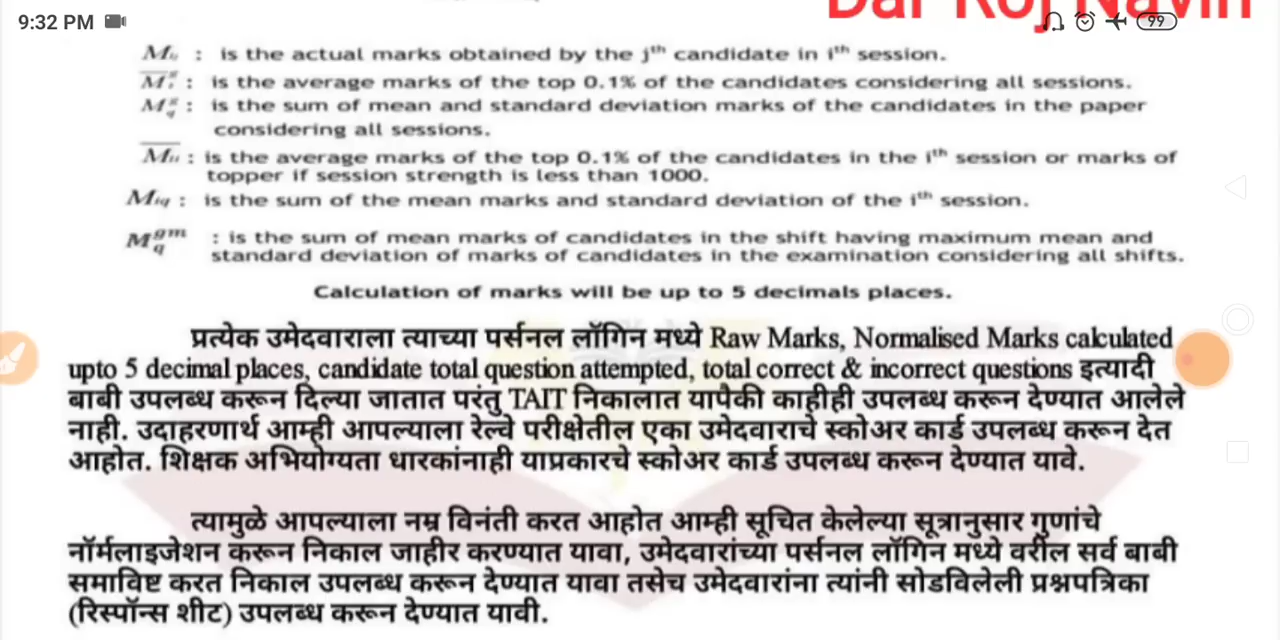 9:32 PM
Dar Roj Navin
99
Mᵢⱼ : is the actual marks obtained by the jᵗʰ candidate in iᵗʰ session.
: is the average marks of the top 0.1% of the candidates considering all sessions.
M_q^g : is the sum of mean and standard deviation marks of the candidates in the paper
considering all sessions.
: is the average marks of the top 0.1% of the candidates in the iᵗʰ session or marks of
topper if session strength is less than 1000.
M_iq : is the sum of the mean marks and standard deviation of the iᵗʰ session.
M_q^gm : is the sum of mean marks of candidates in the shift having maximum mean and
standard deviation of marks of candidates in the examination considering all shifts.
Calculation of marks will be up to 5 decimals places.
प्रत्येक उमेदवाराला त्याच्या पर्सनल लॉगिन मध्ये Raw Marks, Normalised Marks calculated
upto 5 decimal places, candidate total question attempted, total correct & incorrect questions इत्यादी
बाबी उपलब्ध करून दिल्या जातात परंतु TAIT निकालात यापैकी काहीही उपलब्ध करून देण्यात आलेले
नाही. उदाहरणार्थ आम्ही आपल्याला रेल्वे परीक्षेतील एका उमेदवाराचे स्कोअर कार्ड उपलब्ध करून देत
आहोत. शिक्षक अभियोग्यता धारकांनाही याप्रकारचे स्कोअर कार्ड उपलब्ध करून देण्यात यावे.
त्यामुळे आपल्याला नम्र विनंती करत आहोत आम्ही सूचित केलेल्या सूत्रानुसार गुणांचे
नॉर्मलाइजेशन करून निकाल जाहीर करण्यात यावा, उमेदवारांच्या पर्सनल लॉगिन मध्ये वरील सर्व बाबी
समाविष्ट करत निकाल उपलब्ध करून देण्यात यावा तसेच उमेदवारांना त्यांनी सोडविलेली प्रश्नपत्रिका
(रिस्पॉन्स शीट) उपलब्ध करून देण्यात यावी.